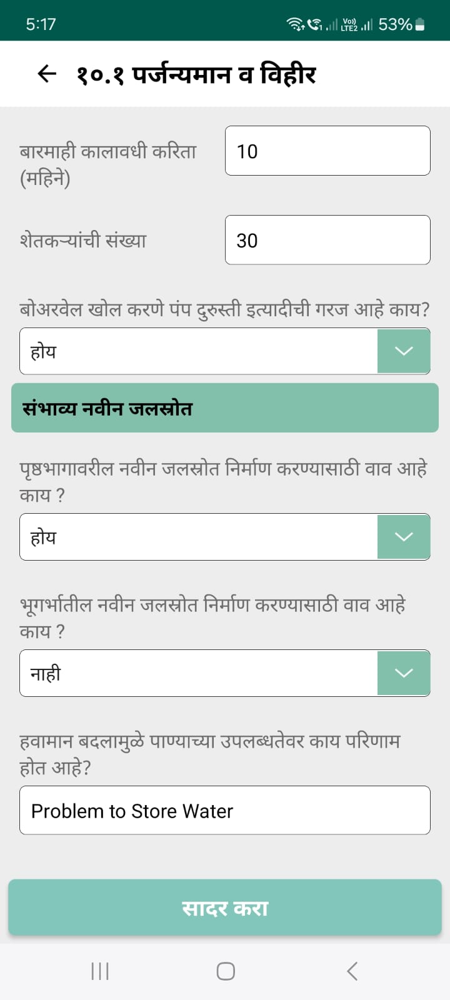 5:17
Vo))
LTE2
53%
१०.१ पर्जन्यमान व विहीर
बारमाही कालावधी करिता
(महिने)
10
शेतकऱ्यांची संख्या
30
बोअरवेल खोल करणे पंप दुरुस्ती इत्यादीची गरज आहे काय?
होय
संभाव्य नवीन जलस्रोत
पृष्ठभागावरील नवीन जलस्रोत निर्माण करण्यासाठी वाव आहे
काय ?
होय
भूगर्भातील नवीन जलस्रोत निर्माण करण्यासाठी वाव आहे
काय ?
नाही
हवामान बदलामुळे पाण्याच्या उपलब्धतेवर काय परिणाम
होत आहे?
Problem to Store Water
सादर करा